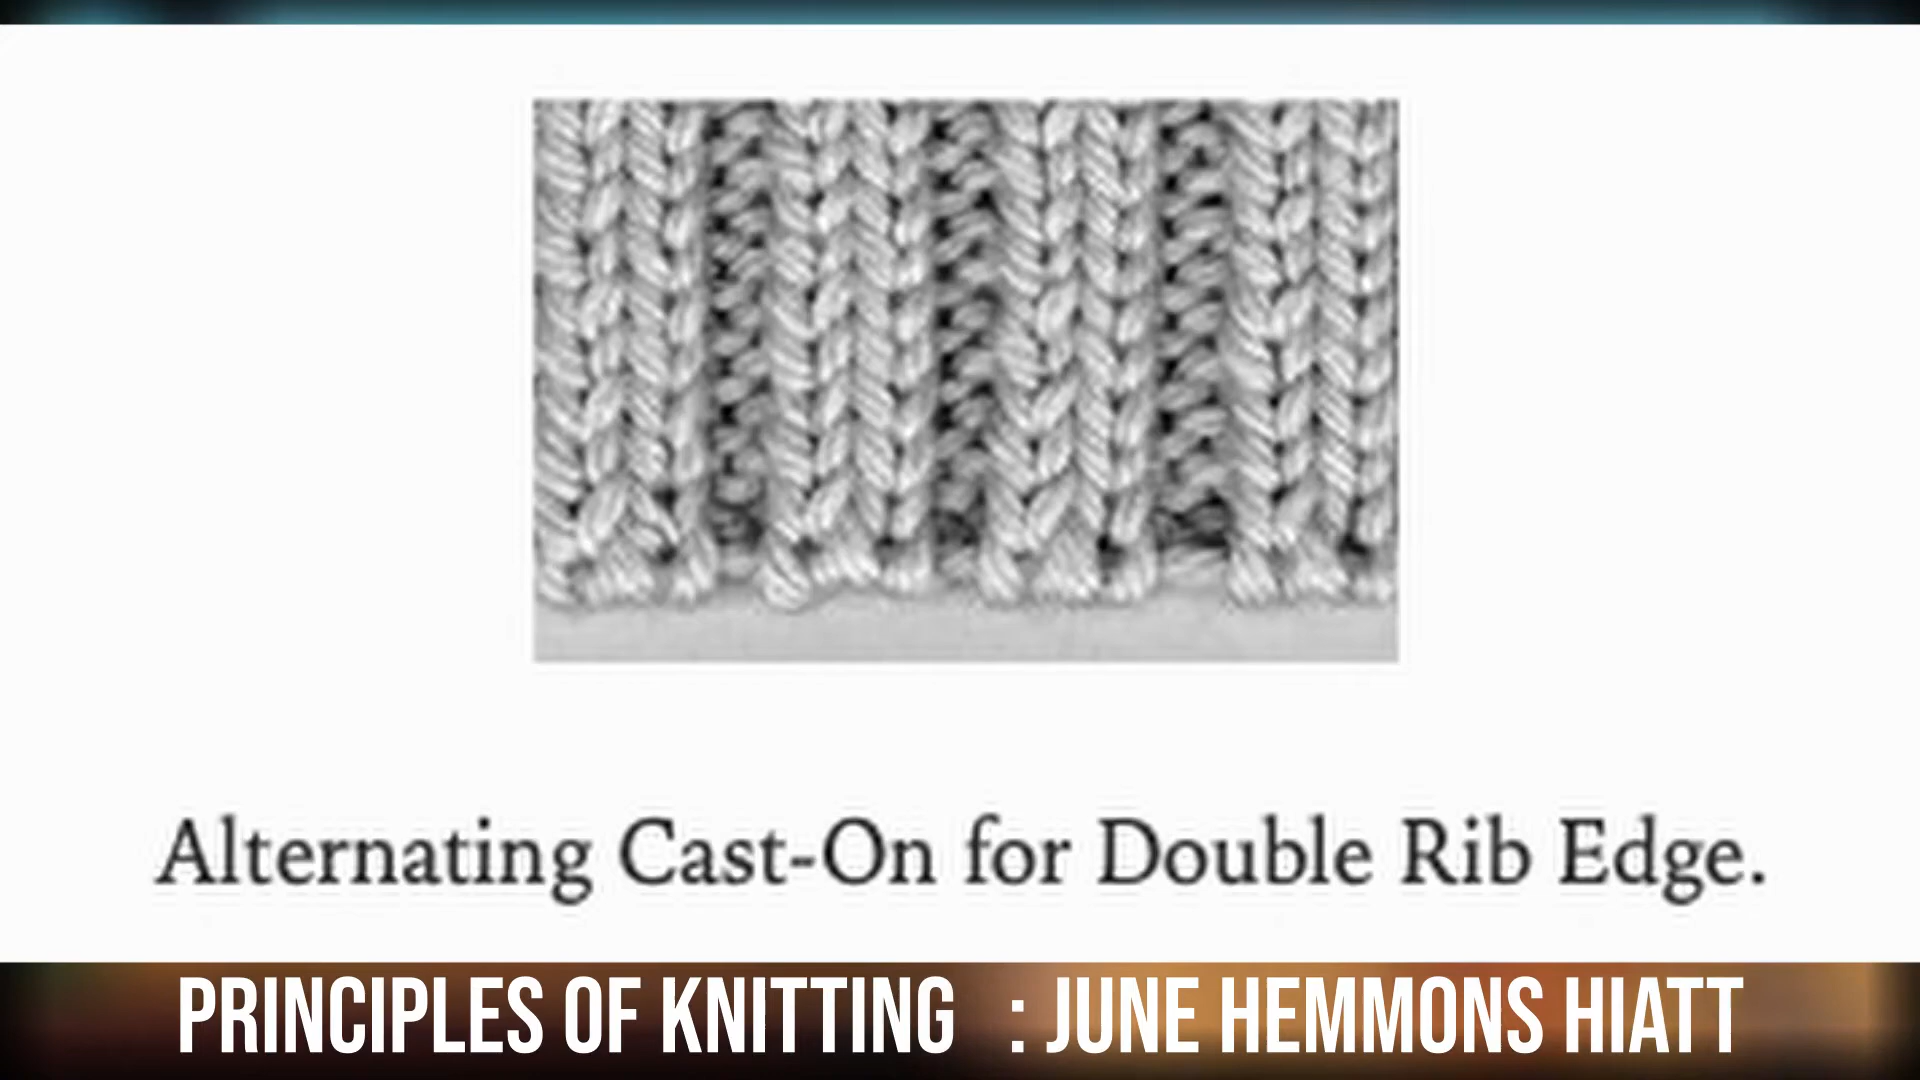 Alternating Cast-On for Double Rib Edge.
PRINCIPLES OF KNITTING : JUNE HEMMONS HIATT